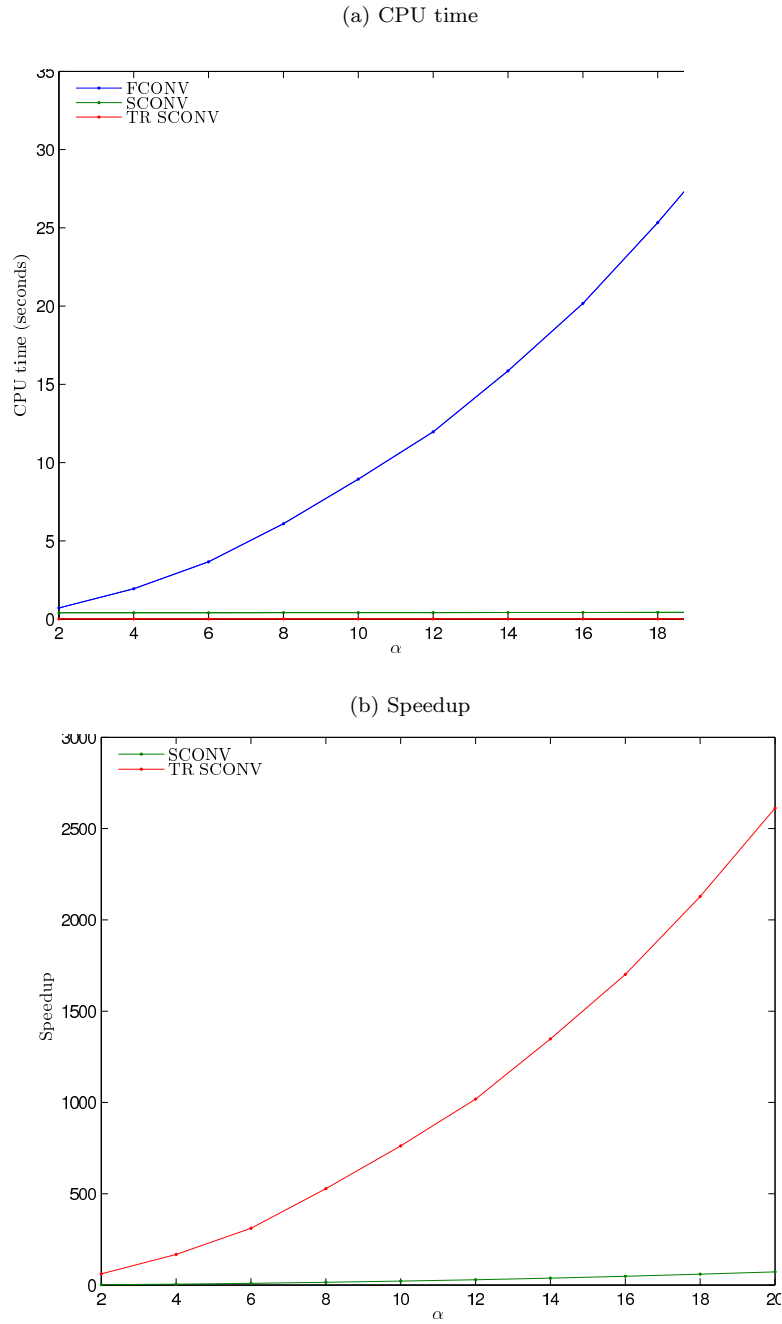 (a) CPU time
35
FCONV
SCONV
TR SCONV
30
25
20
15
10
5
0
CPU time (seconds)
2 4 6 8 10 12 14 16 18
α
(b) Speedup
3000
SCONV
TR SCONV
2500
2000
1500
1000
500
0
Speedup
2 4 6 8 10 12 14 16 18 20
α